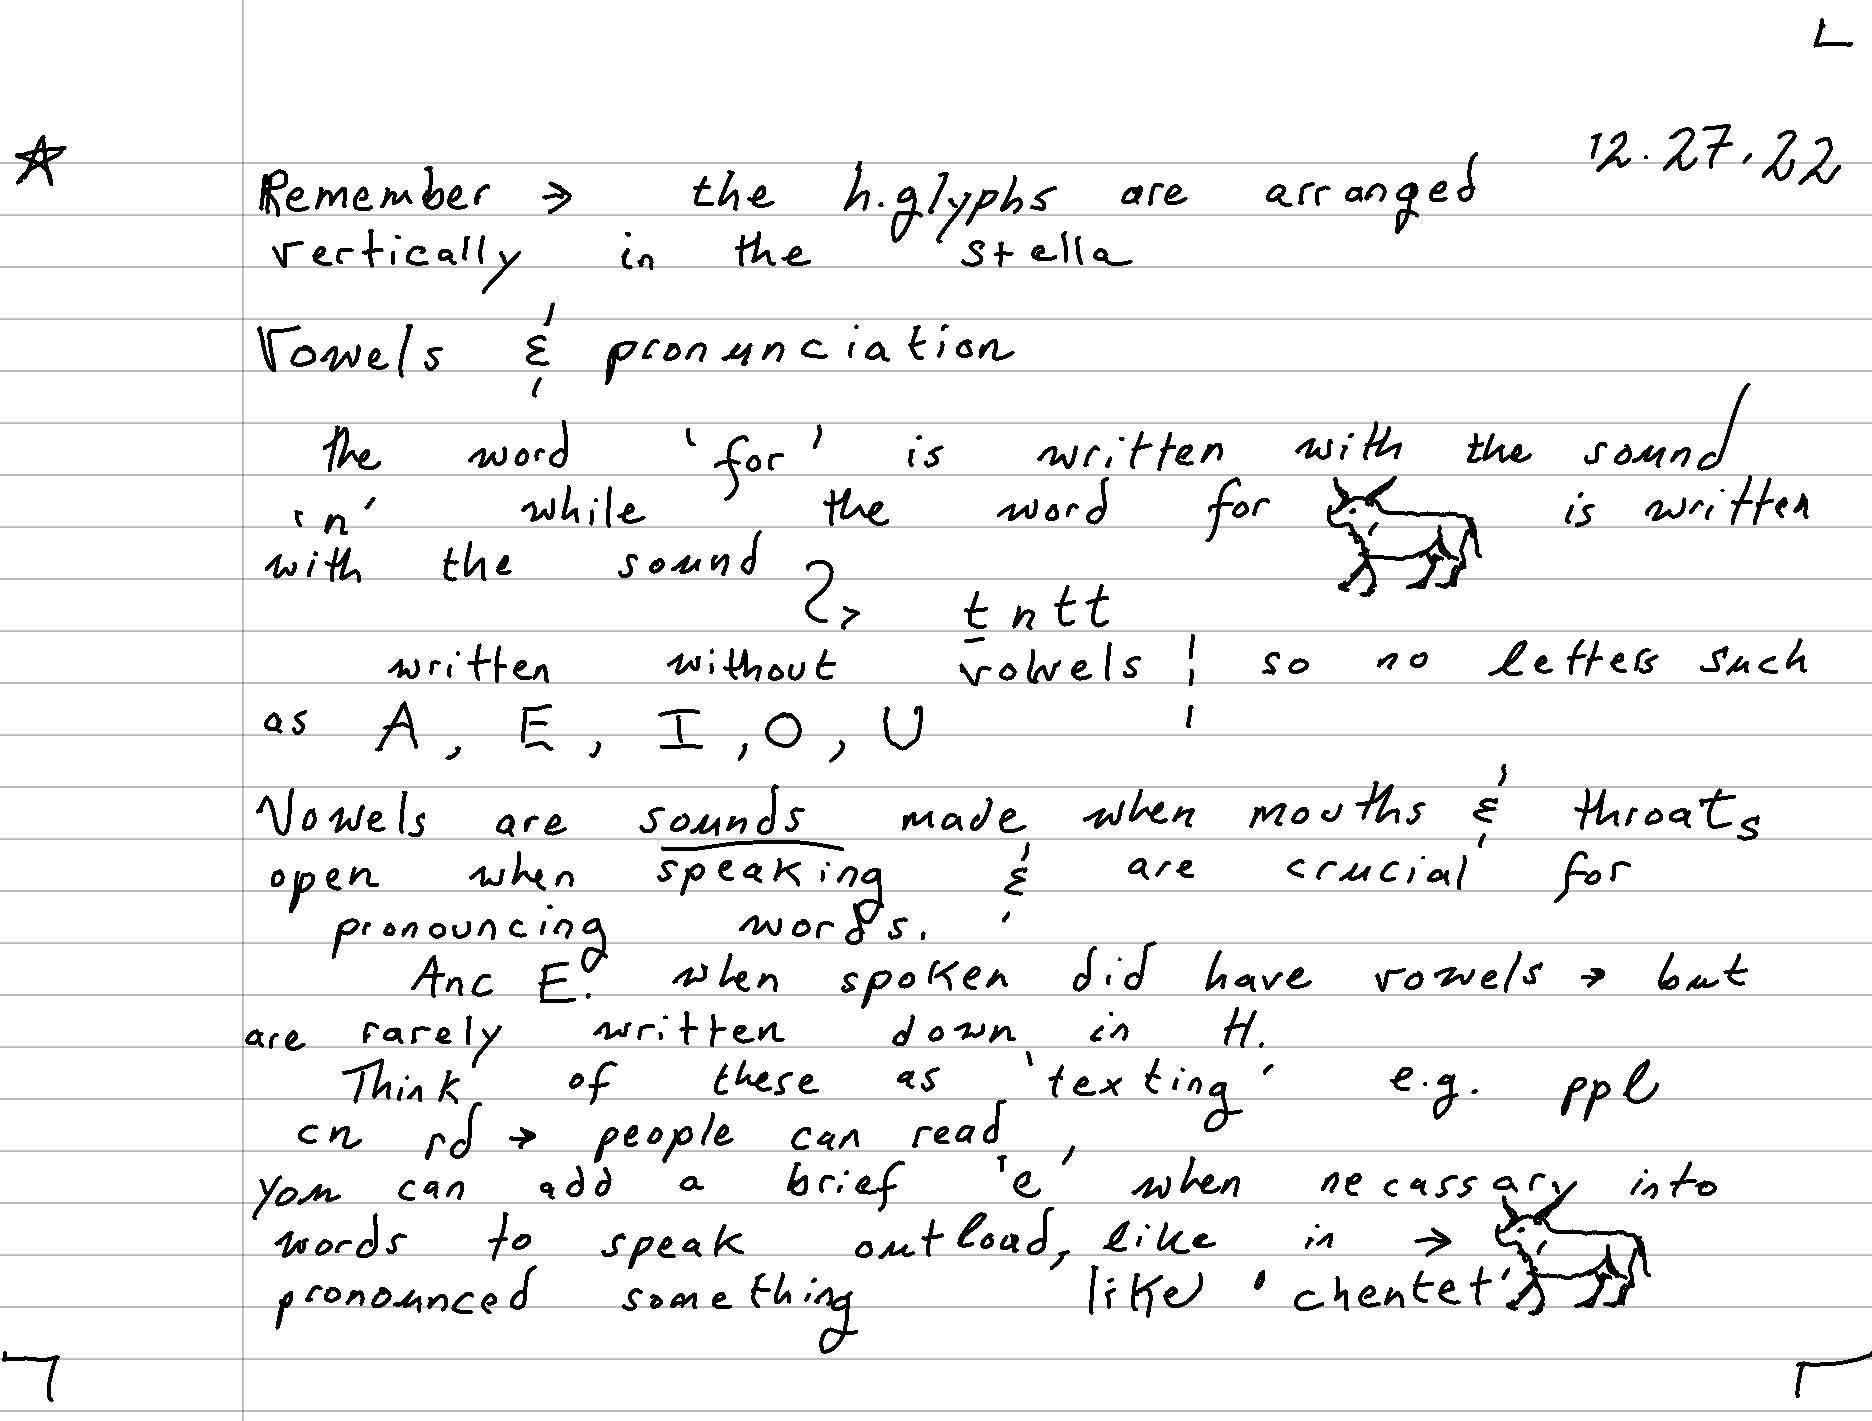 12.27.22
Remember → the h.glyphs are arranged
vertically in the stella
Vowels & pronunciation
the word 'for' is written with the sound
'n' while the word for is written
with the sound
→ ṯntt
written without vowels ¦ so no letters such
as A, E, I, O, U
Vowels are sounds made when mouths & throats
open when speaking & are crucial for
pronouncing words.
Anc E. when spoken did have vowels → but
are rarely written down in H.
Think of these as 'texting' e.g. ppl
cn rd → people can read
you can add a brief 'e' when necassary into
words to speak outload, like in →
pronounced something like 'chentet'